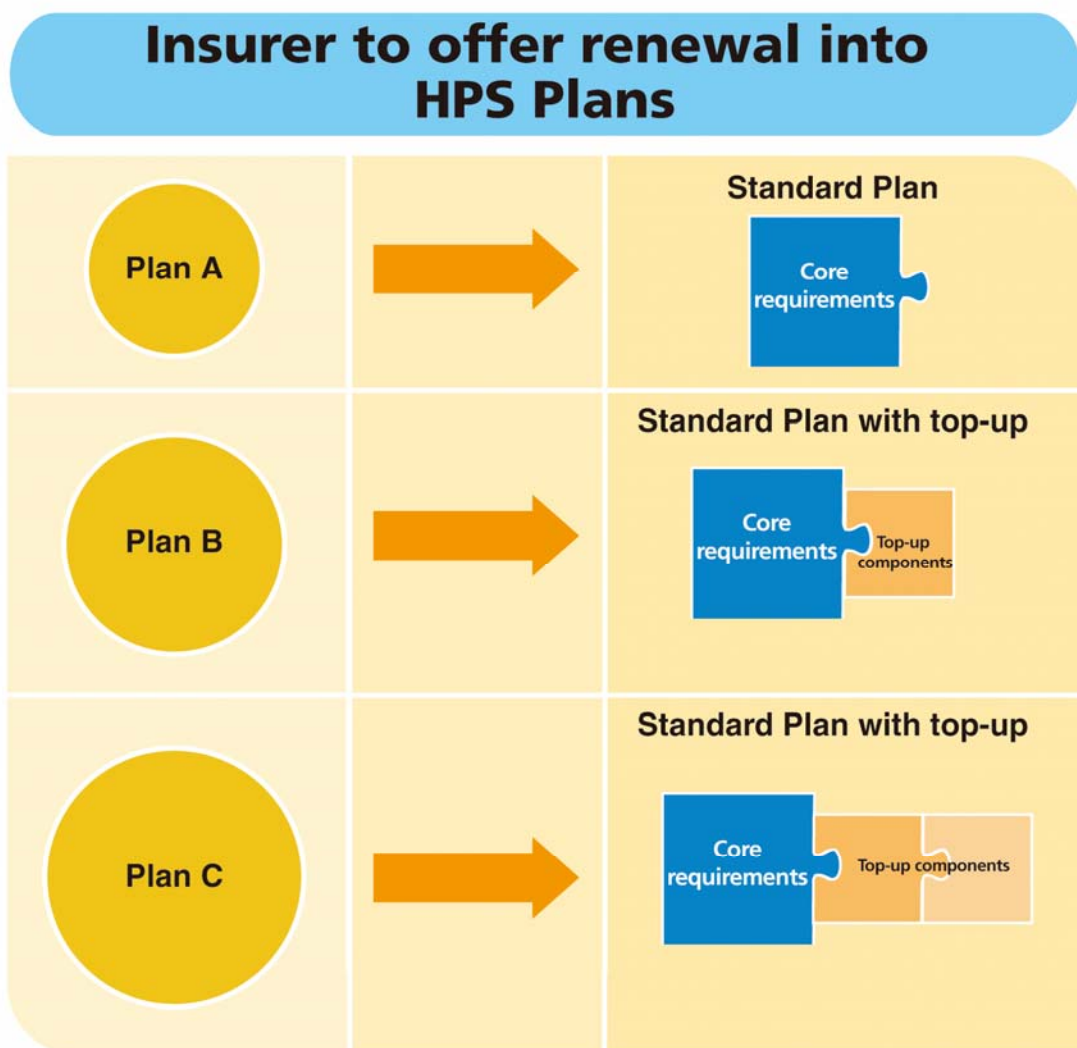 Insurer to offer renewal into
HPS Plans
Plan A
Standard Plan
Core
requirements
Plan B
Standard Plan with top-up
Core
requirements
Top-up
components
Plan C
Standard Plan with top-up
Core
requirements
Top-up components